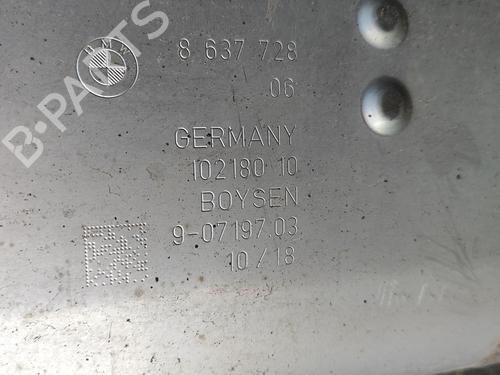 BMW
8 637 728
06
GERMANY
102180 10
BOYSEN
9-07197.03
10/18
B-PARTS